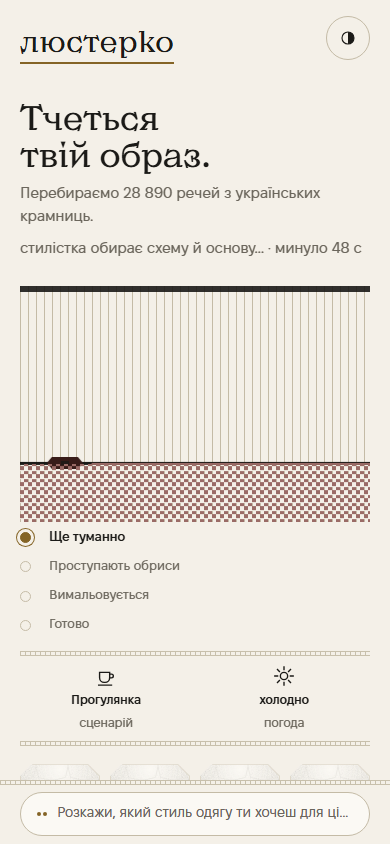 люстерко
Тчеться
твій образ.
Перебираємо 28 890 речей з українських
крамниць.
стилістка обирає схему й основу… · минуло 48 с
Ще туманно
Проступають обриси
Вимальовується
Готово
Прогулянка
холодно
сценарій
погода
Розкажи, який стиль одягу ти хочеш для ці…